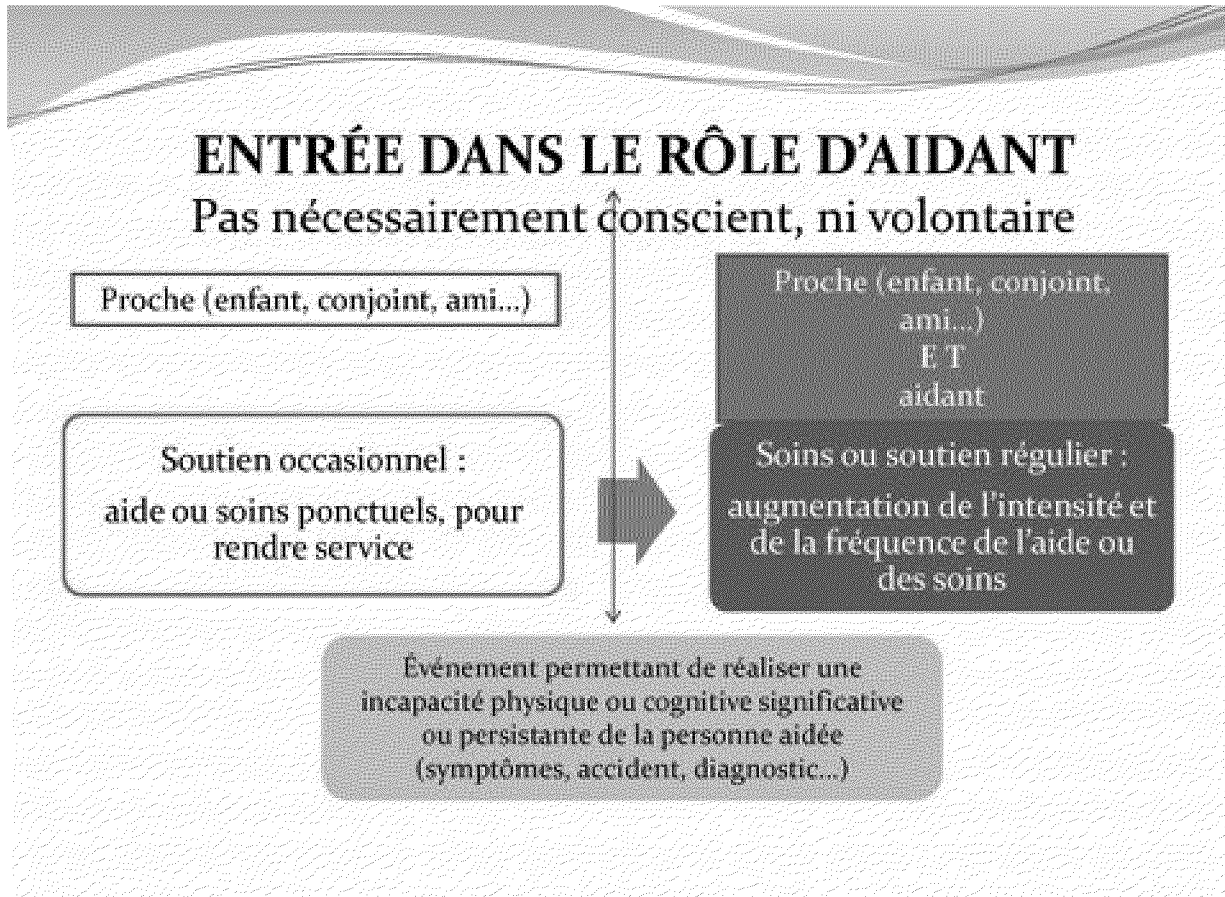 ENTRÉE DANS LE RÔLE D'AIDANT
Pas nécessairement conscient, ni volontaire
Proche (enfant, conjoint, ami...)
Proche (enfant, conjoint,
ami...)
E T
aidant
Soutien occasionnel :
aide ou soins ponctuels, pour
rendre service
Soins ou soutien régulier :
augmentation de l'intensité et
de la fréquence de l'aide ou
des soins
Événement permettant de réaliser une
incapacité physique ou cognitive significative
ou persistante de la personne aidée
(symptômes, accident, diagnostic...)